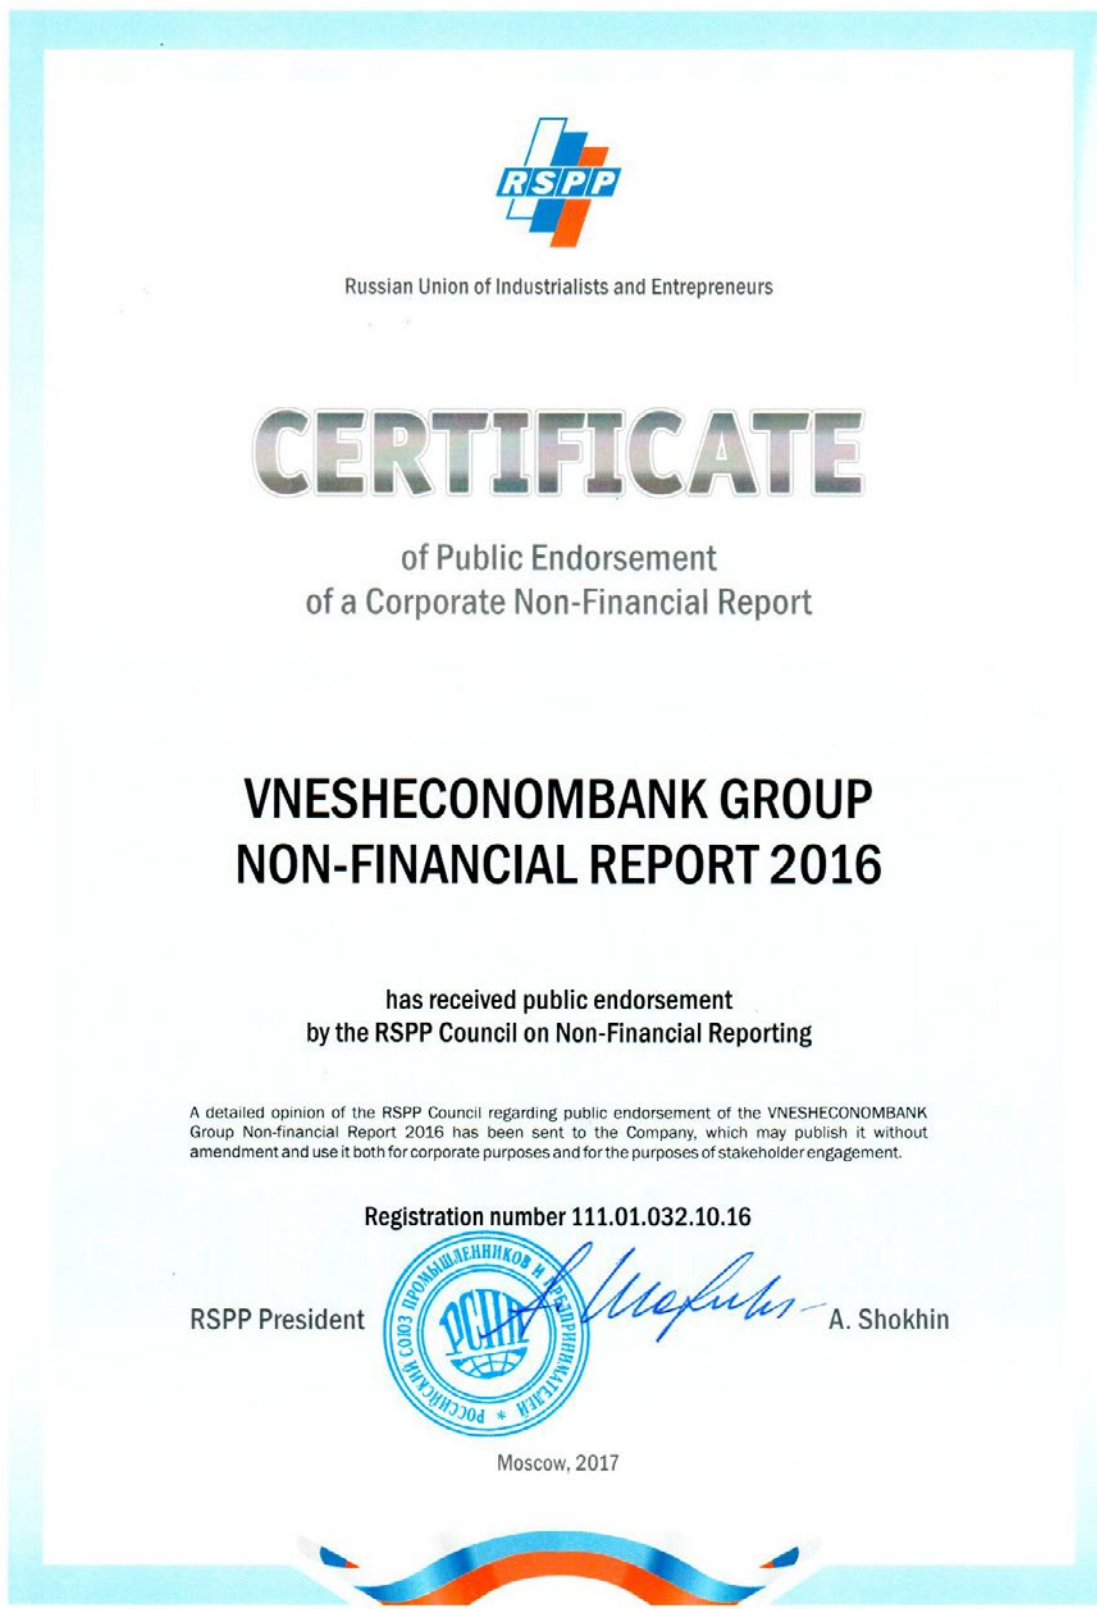 RSPP
Russian Union of Industrialists and Entrepreneurs
CERTIFICATE
of Public Endorsement
of a Corporate Non-Financial Report
VNESHECONOMBANK GROUP
NON-FINANCIAL REPORT 2016
has received public endorsement
by the RSPP Council on Non-Financial Reporting
A detailed opinion of the RSPP Council regarding public endorsement of the VNESHECONOMBANK
Group Non-financial Report 2016 has been sent to the Company, which may publish it without
amendment and use it both for corporate purposes and for the purposes of stakeholder engagement.
Registration number 111.01.032.10.16
РОССИЙСКИЙ СОЮЗ ПРОМЫШЛЕННИКОВ И ПРЕДПРИНИМАТЕЛЕЙ *
РСПП
RSPP President
A. Shokhin
Moscow, 2017